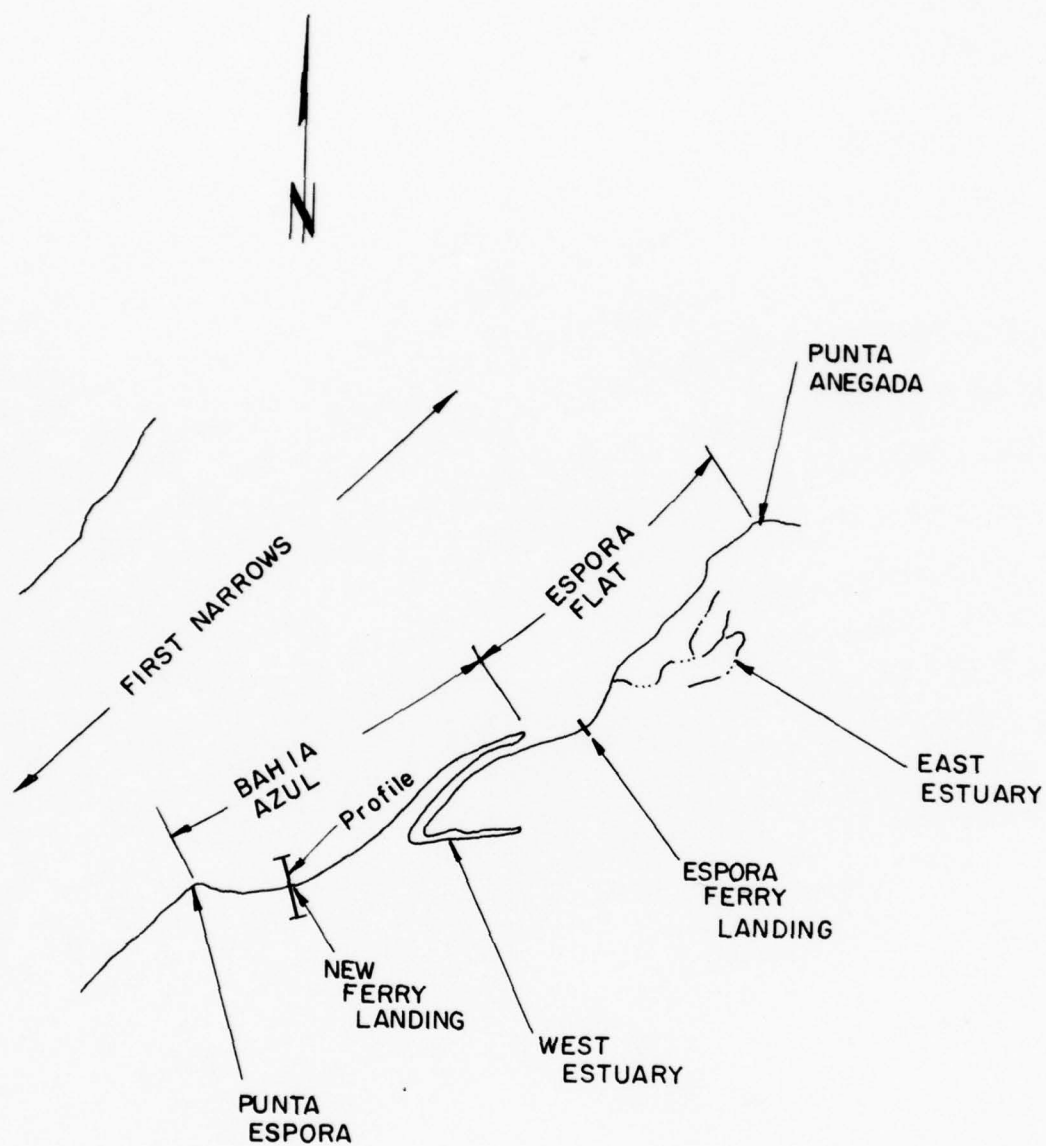 N
PUNTA
ANEGADA
FIRST NARROWS
ESPORA
FLAT
BAHIA
AZUL
Profile
EAST
ESTUARY
ESPORA
FERRY
LANDING
NEW
FERRY
LANDING
WEST
ESTUARY
PUNTA
ESPORA